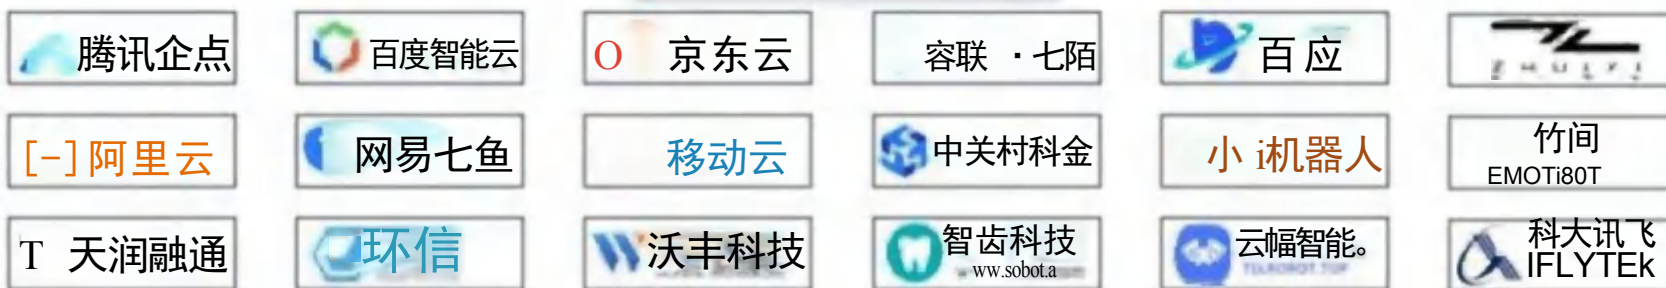 腾讯企点
百度智能云
O 京东云
容联 · 七陌
百应
ZHUIYI
[-]阿里云
网易七鱼
移动云
中关村科金
小i机器人
竹间
EMOTi80T
T 天润融通
环信
沃丰科技
智齿科技
ww.sobot.a
云幅智能。
TELROBOT.TOP
科大讯飞
IFLYTEk